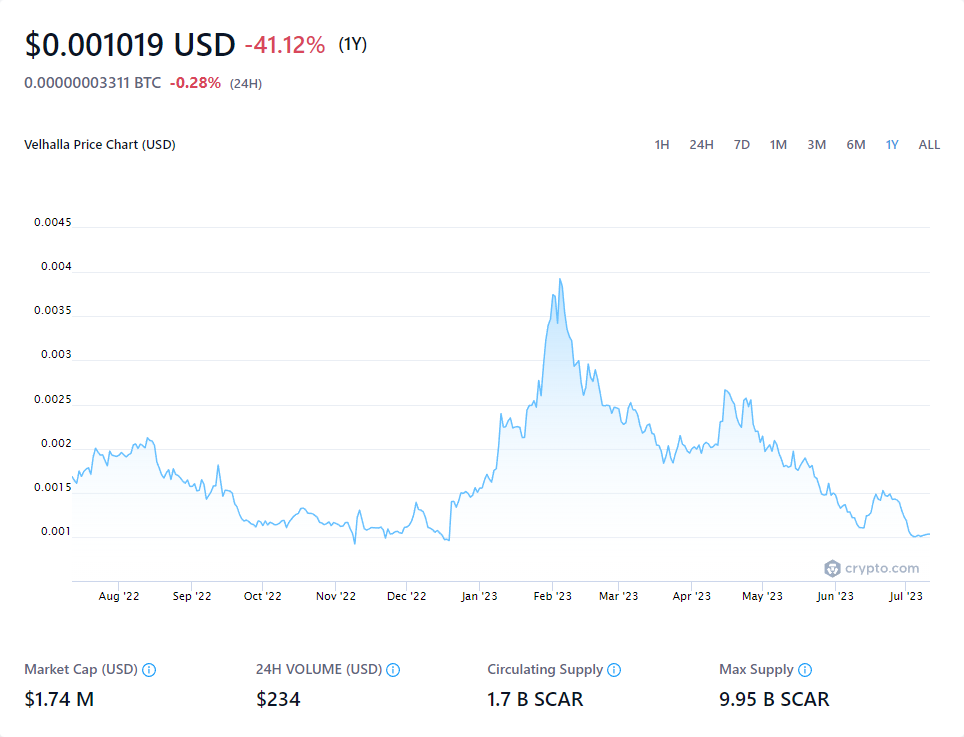 $0.001019 USD -41.12% (1Y)
0.00000003311 BTC -0.28% (24H)
Velhalla Price Chart (USD) 1H 24H 7D 1M 3M 6M 1Y ALL
0.0045
0.004
0.0035
0.003
0.0025
0.002
0.0015
0.001
crypto.com
Aug '22 Sep '22 Oct '22 Nov '22 Dec '22 Jan '23 Feb '23 Mar '23 Apr '23 May '23 Jun '23 Jul '23
Market Cap (USD) 24H VOLUME (USD) Circulating Supply Max Supply
$1.74 M $234 1.7 B SCAR 9.95 B SCAR